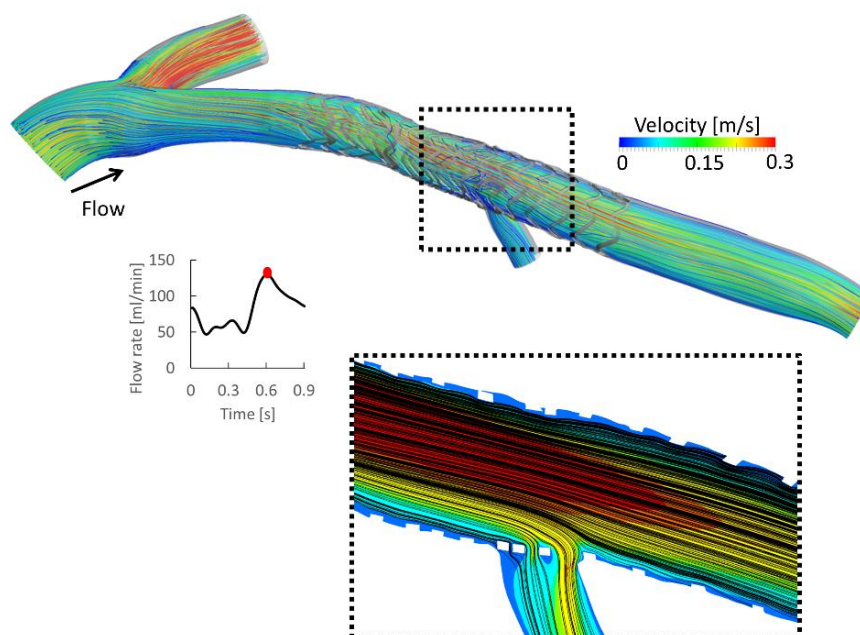 Velocity [m/s]
0 0.15 0.3
Flow
150
100
50
0
Flow rate [ml/min]
0 0.3 0.6 0.9
Time [s]